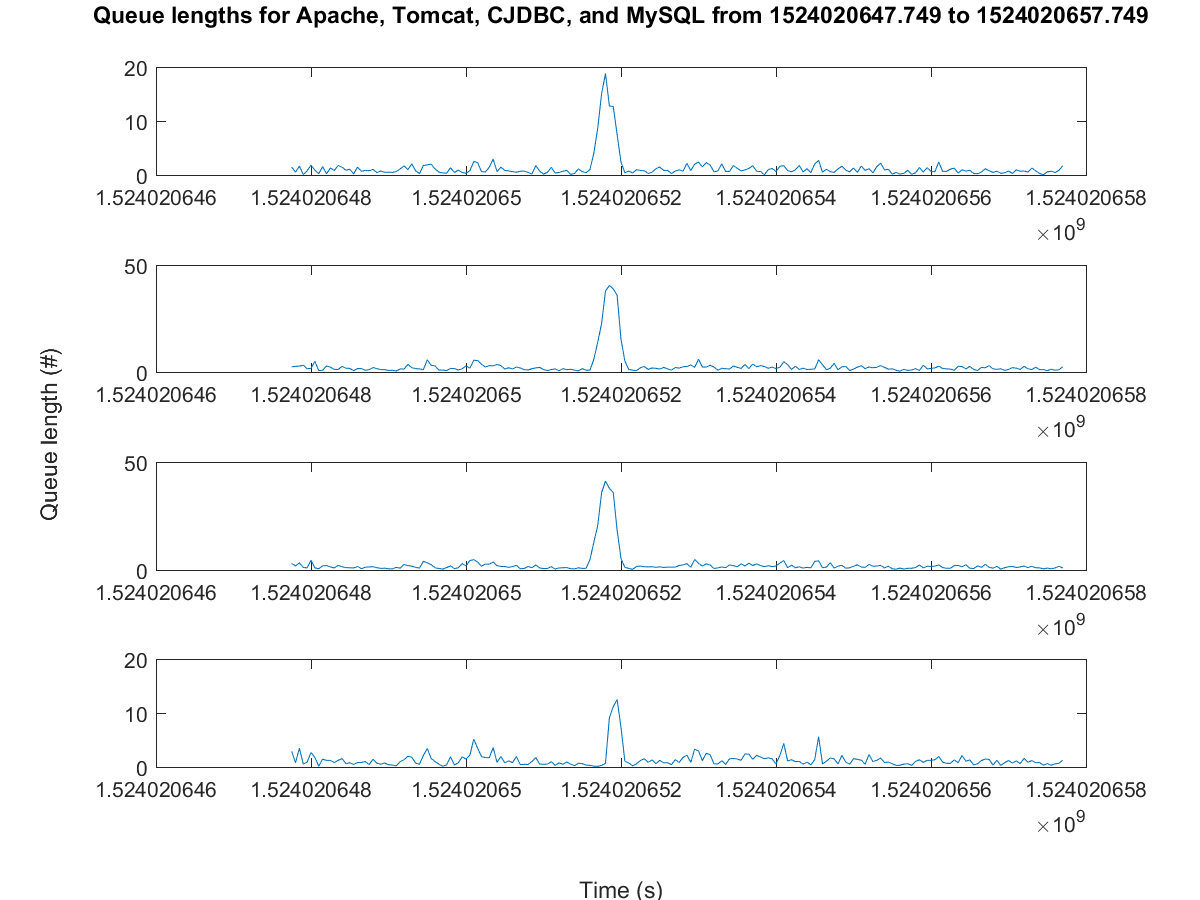 Queue lengths for Apache, Tomcat, CJDBC, and MySQL from 1524020647.749 to 1524020657.749
20
10
0
1.524020646 1.524020648 1.52402065 1.524020652 1.524020654 1.524020656 1.524020658
×10^9
50
0
1.524020646 1.524020648 1.52402065 1.524020652 1.524020654 1.524020656 1.524020658
×10^9
Queue length (#)
50
0
1.524020646 1.524020648 1.52402065 1.524020652 1.524020654 1.524020656 1.524020658
×10^9
20
10
0
1.524020646 1.524020648 1.52402065 1.524020652 1.524020654 1.524020656 1.524020658
×10^9
Time (s)